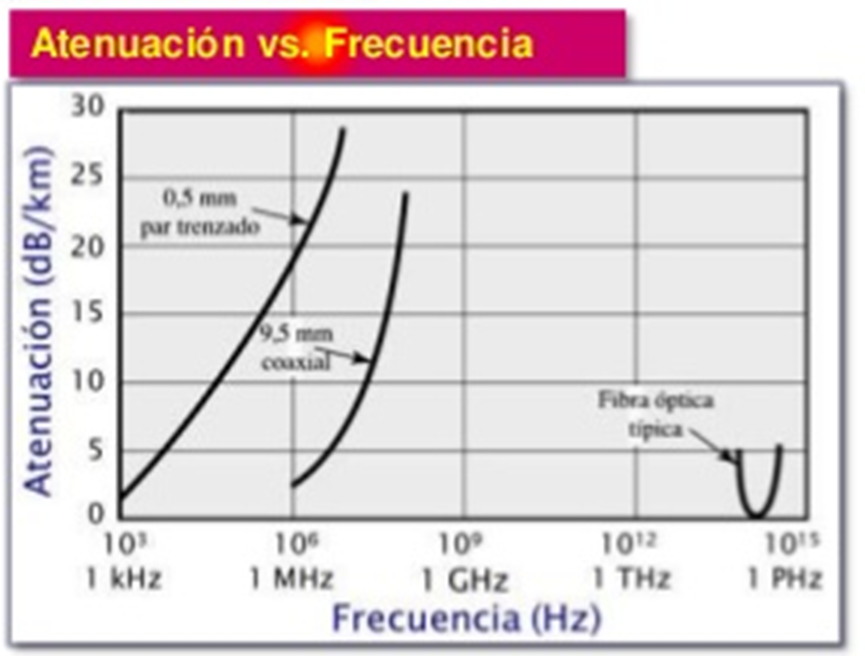 Atenuación vs. Frecuencia
Atenuación (dB/km)
30
25
20
15
10
5
0
0,5 mm
par trenzado
9,5 mm
coaxial
Fibra óptica
típica
10³ 10⁶ 10⁹ 10¹² 10¹⁵
1 kHz 1 MHz 1 GHz 1 THz 1 PHz
Frecuencia (Hz)